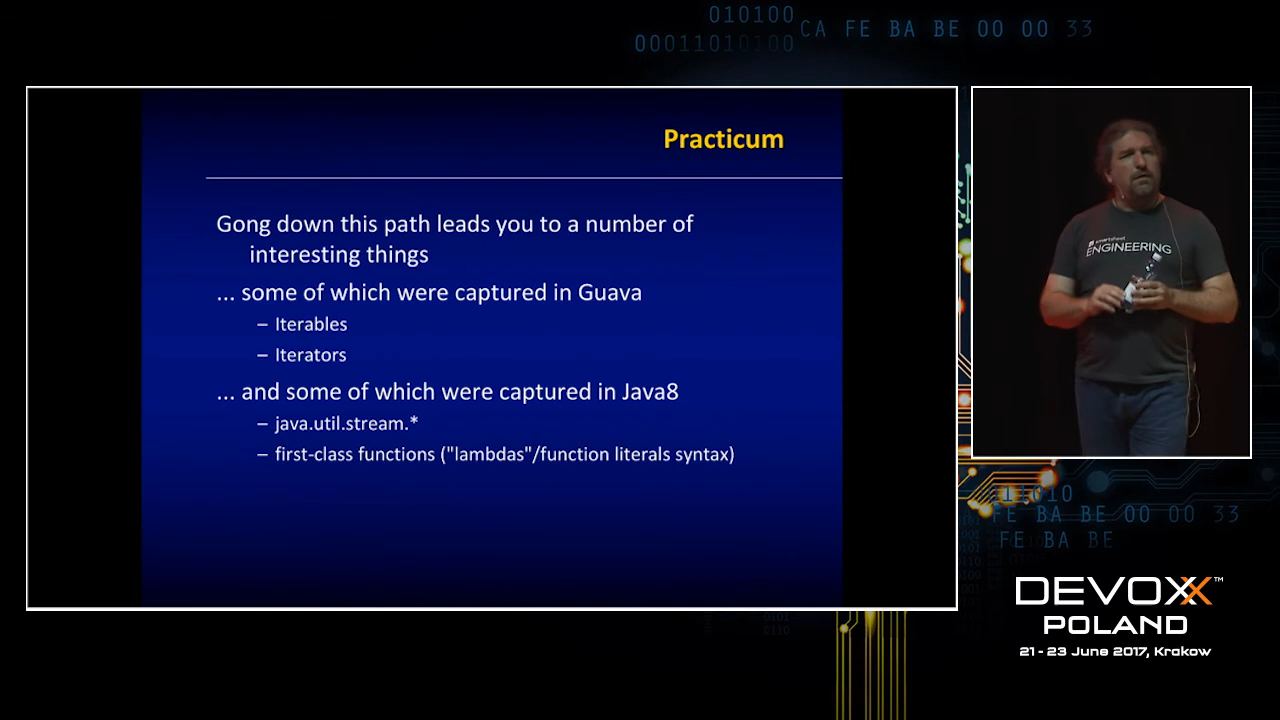 010100
00011010100
CA FE BA BE 00 00 33
Practicum
Gong down this path leads you to a number of
interesting things
... some of which were captured in Guava
– Iterables
– Iterators
... and some of which were captured in Java8
– java.util.stream.*
– first-class functions ("lambdas"/function literals syntax)
smartsheet
ENGINEERING
111010
FE BA BE 00 00 33
FE BA BE
DEVOXX™
POLAND
21 - 23 June 2017, Krakow